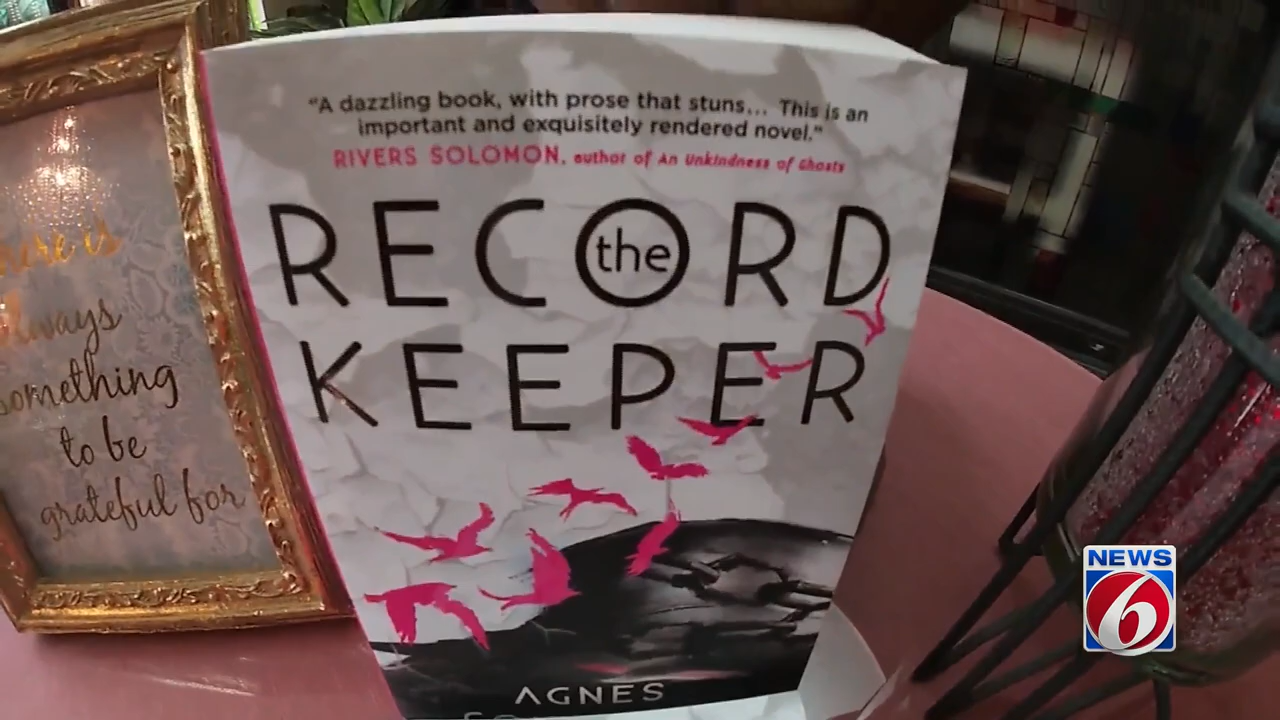 always
something
to be
grateful for
"A dazzling book, with prose that stuns... This is an
important and exquisitely rendered novel."
RIVERS SOLOMON, author of An Unkindness of Ghosts
the
RECORD
KEEPER
AGNES
NEWS
6